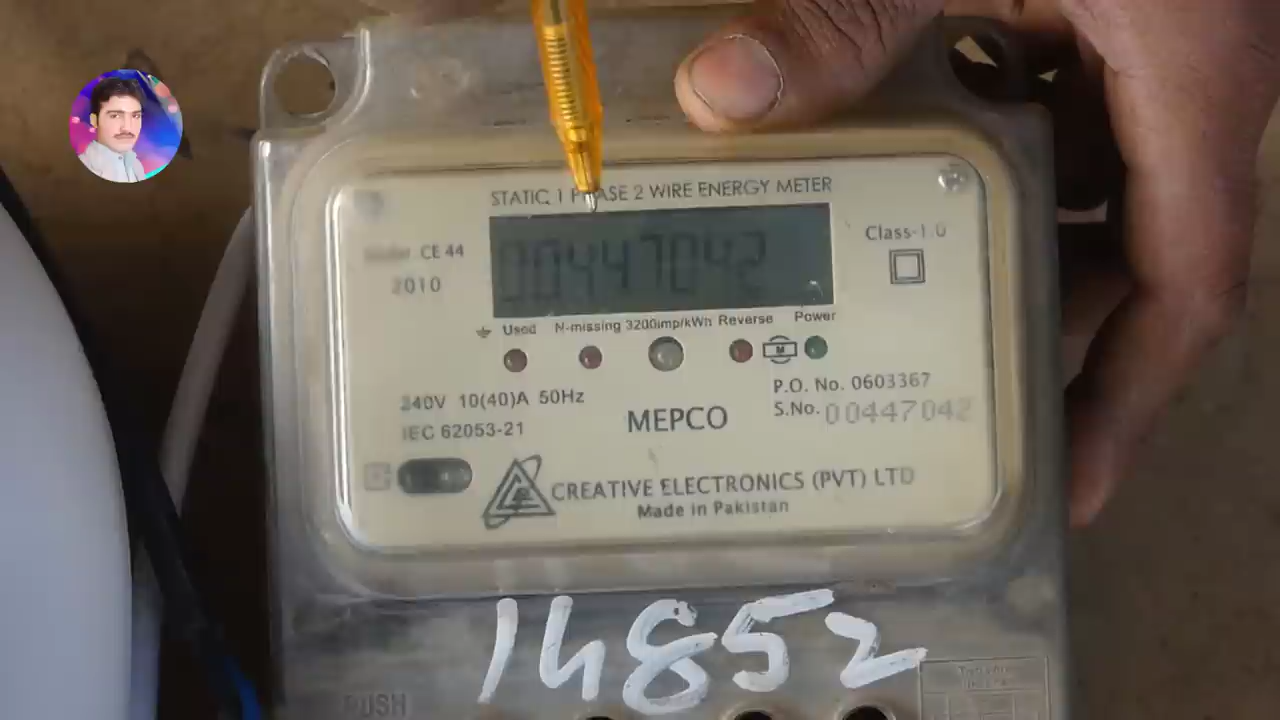 STATIC 1 PHASE 2 WIRE ENERGY METER
00447042
Model CE 44
2010
Class-1.0
Used N-missing 3200imp/kWh Reverse Power
M
240V 10(40)A 50Hz
IEC 62053-21
MEPCO
P.O. No. 0603367
S.No. 00447042
CREATIVE ELECTRONICS (PVT) LTD
Made in Pakistan
14852
PUSH